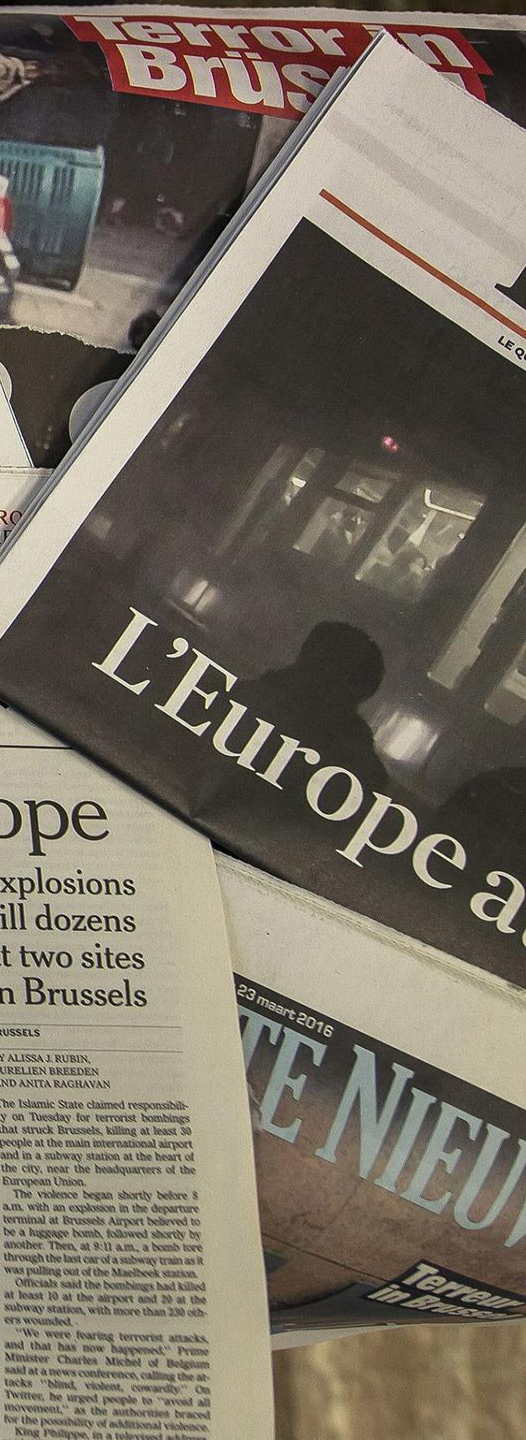 Terror in
Brüs
LE Q
RO
L'Europe a
ope
xplosions
ill dozens
t two sites
n Brussels
RUSSELS
Y ALISSA J. RUBIN,
URELIEN BREEDEN
ND ANITA RAGHAVAN
The Islamic State claimed responsibili-
y on Tuesday for terrorist bombings
that struck Brussels, killing at least 30
people at the main international airport
and in a subway station at the heart of
the city, near the headquarters of the
European Union.
The violence began shortly before 8
a.m. with an explosion in the departure
terminal at Brussels Airport believed to
be a luggage bomb, followed shortly by
another. Then, at 9:11 a.m., a bomb tore
through the last car of a subway train as it
was pulling out of the Maelbeek station.
Officials said the bombings had killed
at least 10 at the airport and 20 at the
subway station, with more than 230 oth-
ers wounded.
"We were fearing terrorist attacks,
and that has now happened," Prime
Minister Charles Michel of Belgium
said at a news conference, calling the at-
tacks "blind, violent, cowardly." On
Twitter, he urged people to "avoid all
movement," as the authorities braced
for the possibility of additional violence.
King Philippe, in a televised address
23 maart 2016
TE NIEUW
Terreur
in Brussel